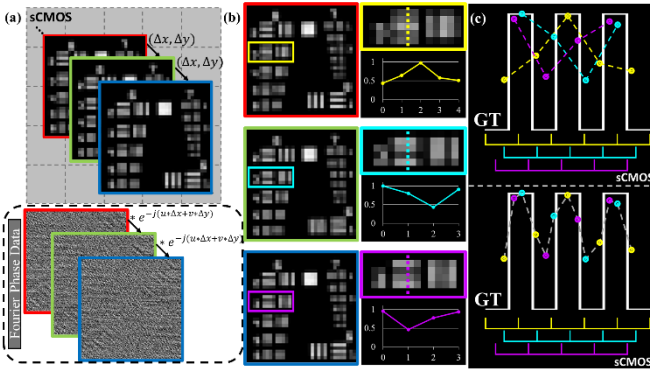 (a)
sCMOS
(Δx, Δy)
(Δx, Δy)
* e^{-j(u*Δx+v*Δy)}
* e^{-j(u*Δx+v*Δy)}
Fourier Phase Data
(b)
1
0.5
0
0 1 2 3 4
1
0.5
0
0 1 2 3
1
0.5
0
0 1 2 3
(c)
GT
sCMOS
GT
sCMOS